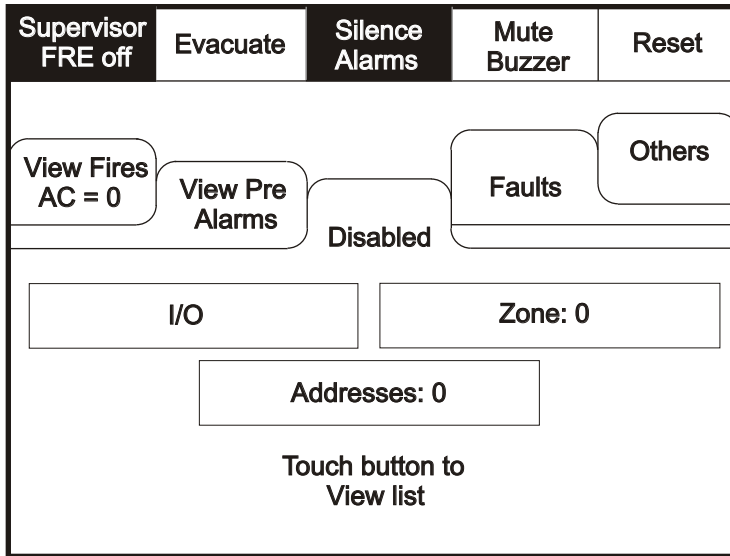 Supervisor
FRE off
Evacuate
Silence
Alarms
Mute
Buzzer
Reset
View Fires
AC = 0
View Pre
Alarms
Disabled
Faults
Others
I/O
Zone: 0
Addresses: 0
Touch button to
View list